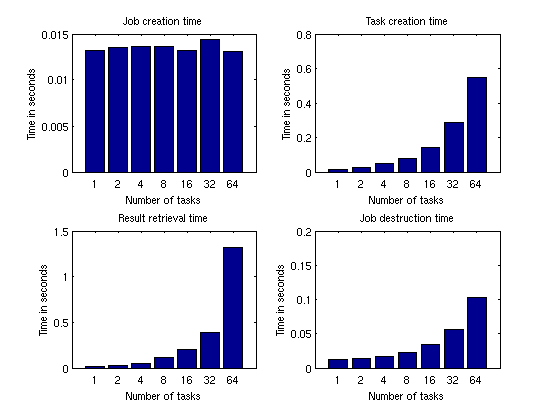 Job creation time
Time in seconds
0.015
0.01
0.005
0
1 2 4 8 16 32 64
Number of tasks
Task creation time
Time in seconds
0.8
0.6
0.4
0.2
0
1 2 4 8 16 32 64
Number of tasks
Result retrieval time
Time in seconds
1.5
1
0.5
0
1 2 4 8 16 32 64
Number of tasks
Job destruction time
Time in seconds
0.2
0.15
0.1
0.05
0
1 2 4 8 16 32 64
Number of tasks